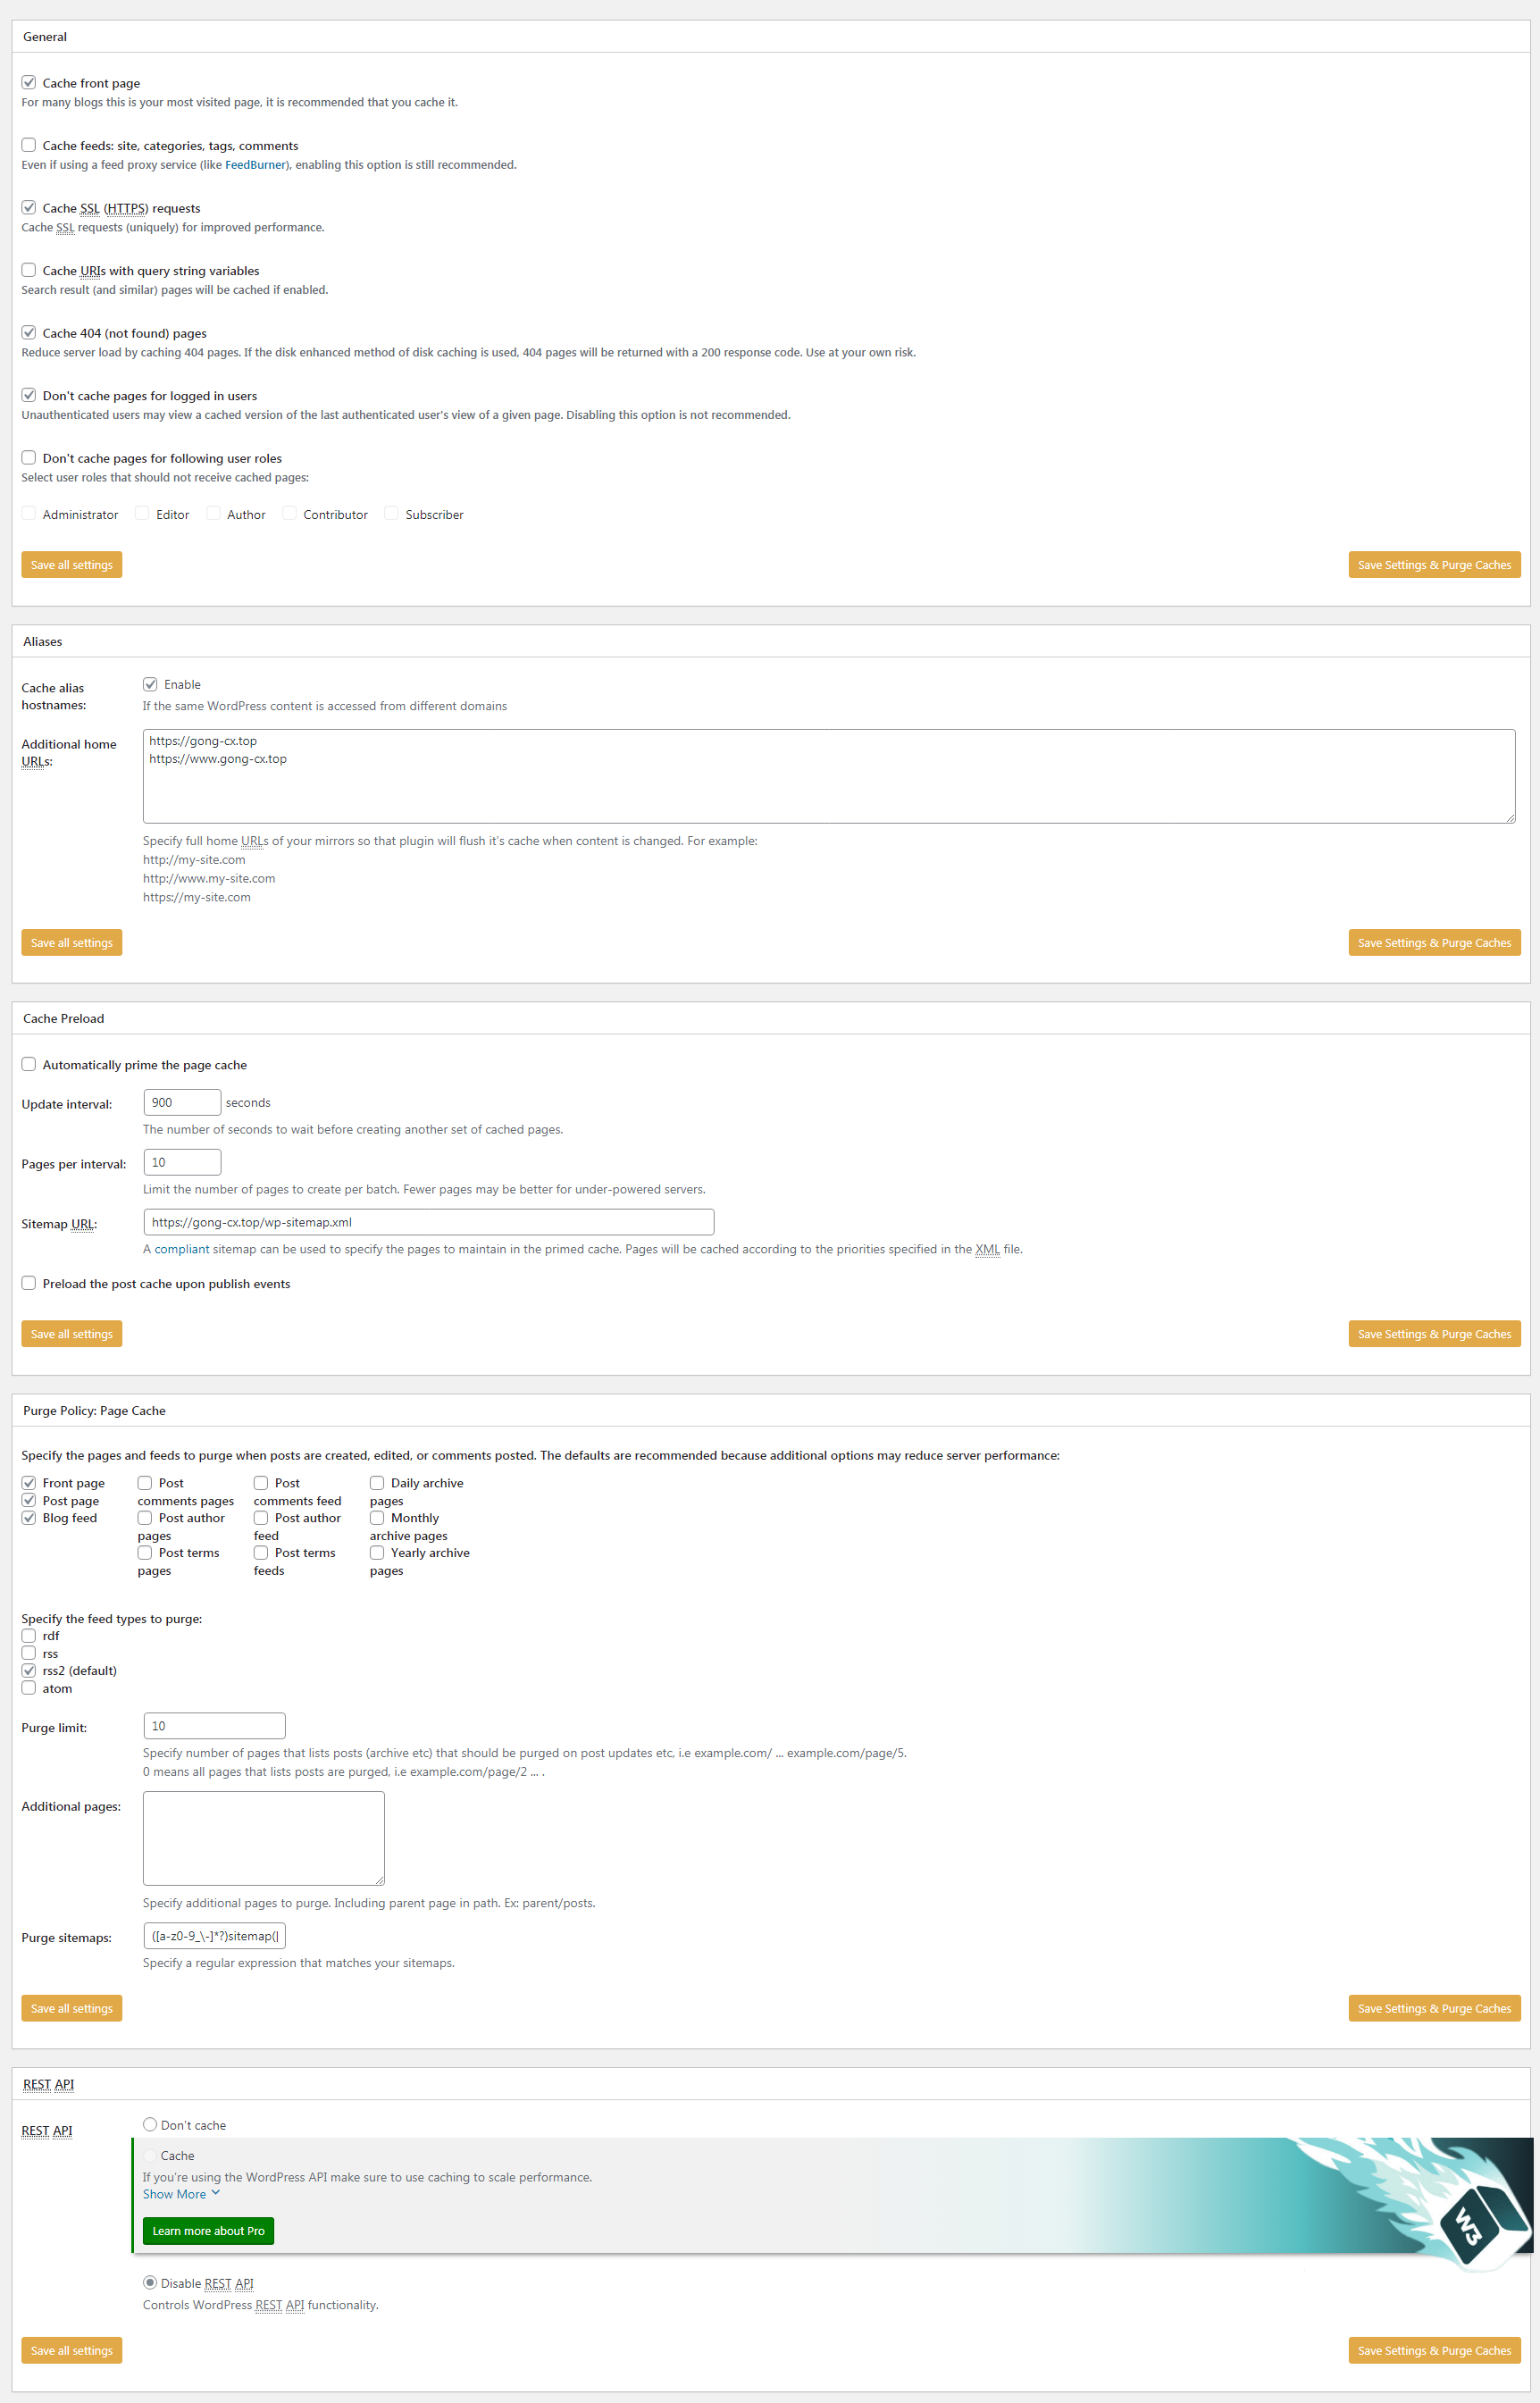 General
Cache front page
For many blogs this is your most visited page, it is recommended that you cache it.
Cache feeds: site, categories, tags, comments
Even if using a feed proxy service (like FeedBurner), enabling this option is still recommended.
Cache SSL (HTTPS) requests
Cache SSL requests (uniquely) for improved performance.
Cache URIs with query string variables
Search result (and similar) pages will be cached if enabled.
Cache 404 (not found) pages
Reduce server load by caching 404 pages. If the disk enhanced method of disk caching is used, 404 pages will be returned with a 200 response code. Use at your own risk.
Don't cache pages for logged in users
Unauthenticated users may view a cached version of the last authenticated user's view of a given page. Disabling this option is not recommended.
Don't cache pages for following user roles
Select user roles that should not receive cached pages:
Administrator Editor Author Contributor Subscriber
Save all settings Save Settings & Purge Caches
Aliases
Cache alias
hostnames:
Enable
If the same WordPress content is accessed from different domains
Additional home
URLs:
https://gong-cx.top
https://www.gong-cx.top
Specify full home URLs of your mirrors so that plugin will flush it's cache when content is changed. For example:
http://my-site.com
http://www.my-site.com
https://my-site.com
Save all settings Save Settings & Purge Caches
Cache Preload
Automatically prime the page cache
Update interval: 900 seconds
The number of seconds to wait before creating another set of cached pages.
Pages per interval: 10
Limit the number of pages to create per batch. Fewer pages may be better for under-powered servers.
Sitemap URL: https://gong-cx.top/wp-sitemap.xml
A compliant sitemap can be used to specify the pages to maintain in the primed cache. Pages will be cached according to the priorities specified in the XML file.
Preload the post cache upon publish events
Save all settings Save Settings & Purge Caches
Purge Policy: Page Cache
Specify the pages and feeds to purge when posts are created, edited, or comments posted. The defaults are recommended because additional options may reduce server performance:
Front page
Post page
Blog feed
Post
comments pages
Post author
pages
Post terms
pages
Post
comments feed
Post author
feed
Post terms
feeds
Daily archive
pages
Monthly
archive pages
Yearly archive
pages
Specify the feed types to purge:
rdf
rss
rss2 (default)
atom
Purge limit: 10
Specify number of pages that lists posts (archive etc) that should be purged on post updates etc, i.e example.com/ ... example.com/page/5.
0 means all pages that lists posts are purged, i.e example.com/page/2 ... .
Additional pages:
Specify additional pages to purge. Including parent page in path. Ex: parent/posts.
Purge sitemaps: ([a-z0-9_\-]*?)sitemap([
Specify a regular expression that matches your sitemaps.
Save all settings Save Settings & Purge Caches
REST API
REST API
Don't cache
Cache
If you're using the WordPress API make sure to use caching to scale performance.
Show More
Learn more about Pro
W3
Disable REST API
Controls WordPress REST API functionality.
Save all settings Save Settings & Purge Caches